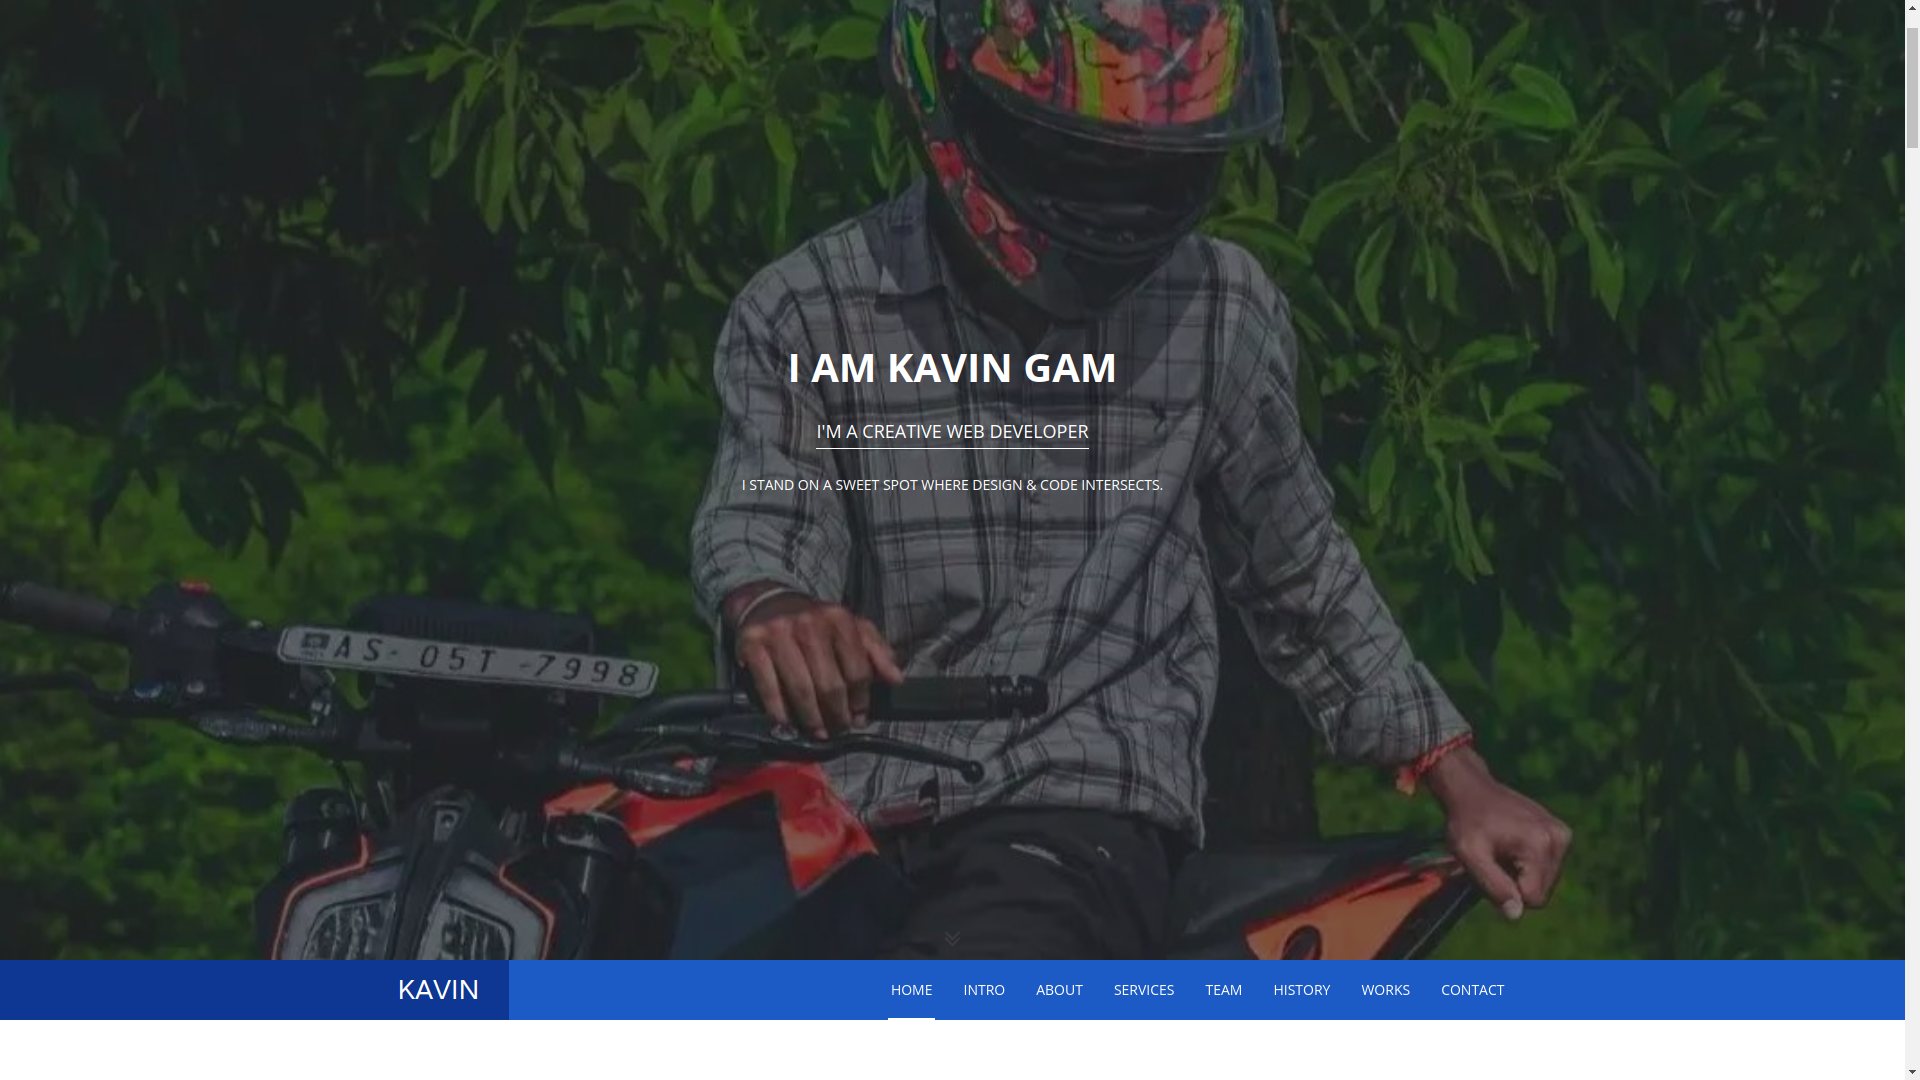 I AM KAVIN GAM
I'M A CREATIVE WEB DEVELOPER
I STAND ON A SWEET SPOT WHERE DESIGN & CODE INTERSECTS.
AS- 05T -7998
KAVIN
HOME INTRO ABOUT SERVICES TEAM HISTORY WORKS CONTACT